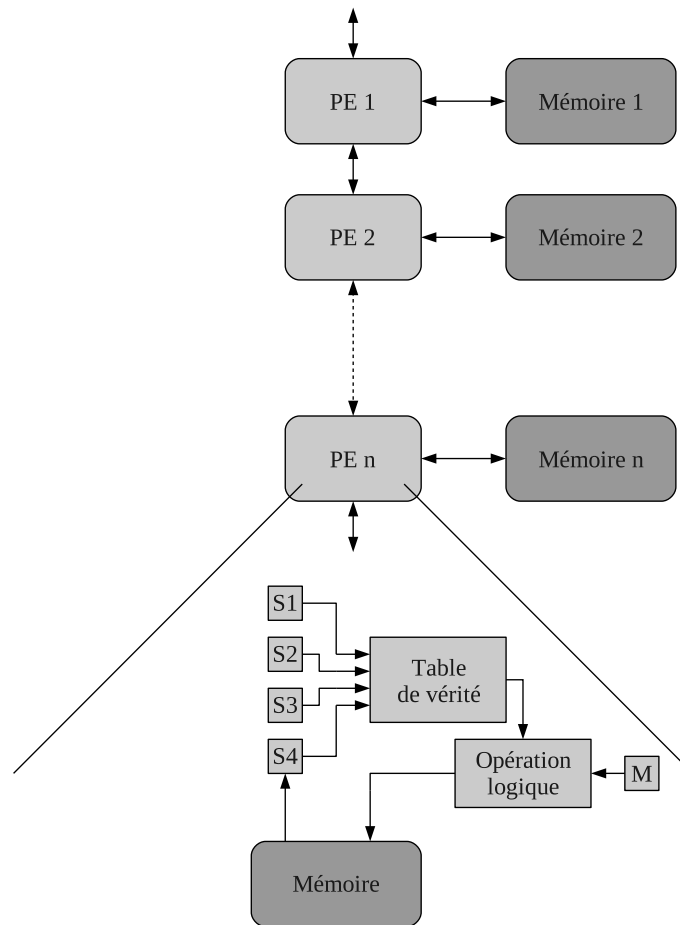 PE 1
Mémoire 1
PE 2
Mémoire 2
PE n
Mémoire n
S1
S2
S3
S4
Table
de vérité
Opération
logique
M
Mémoire